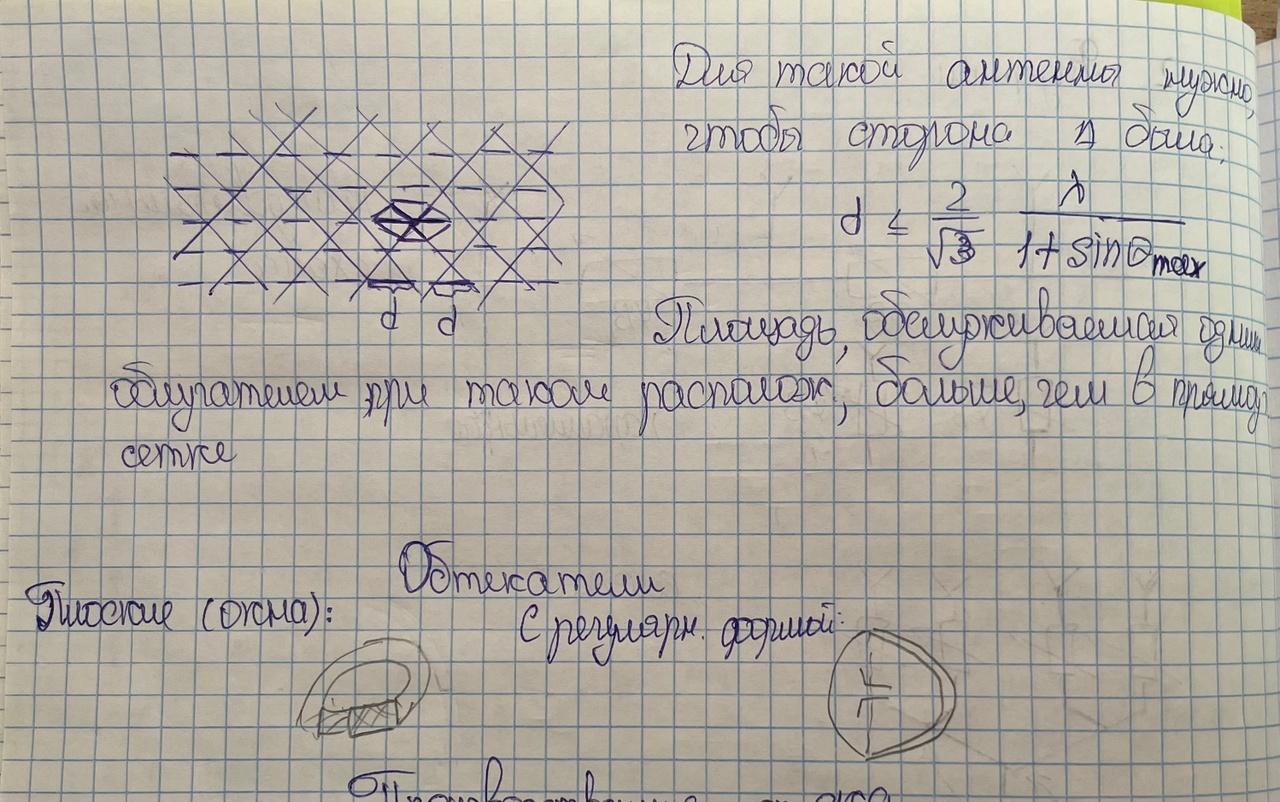 Для такой антенны нужно,
чтобы сторона Δ была:
d ≤ 2/√3 λ/(1+sinθmax)
d d
Площадь, обслуживаемая одним
облучателем при таком располож., больше, чем в прямоуг
сетке
Обтекатели
Плоские (окна):
С регулярн. формой: